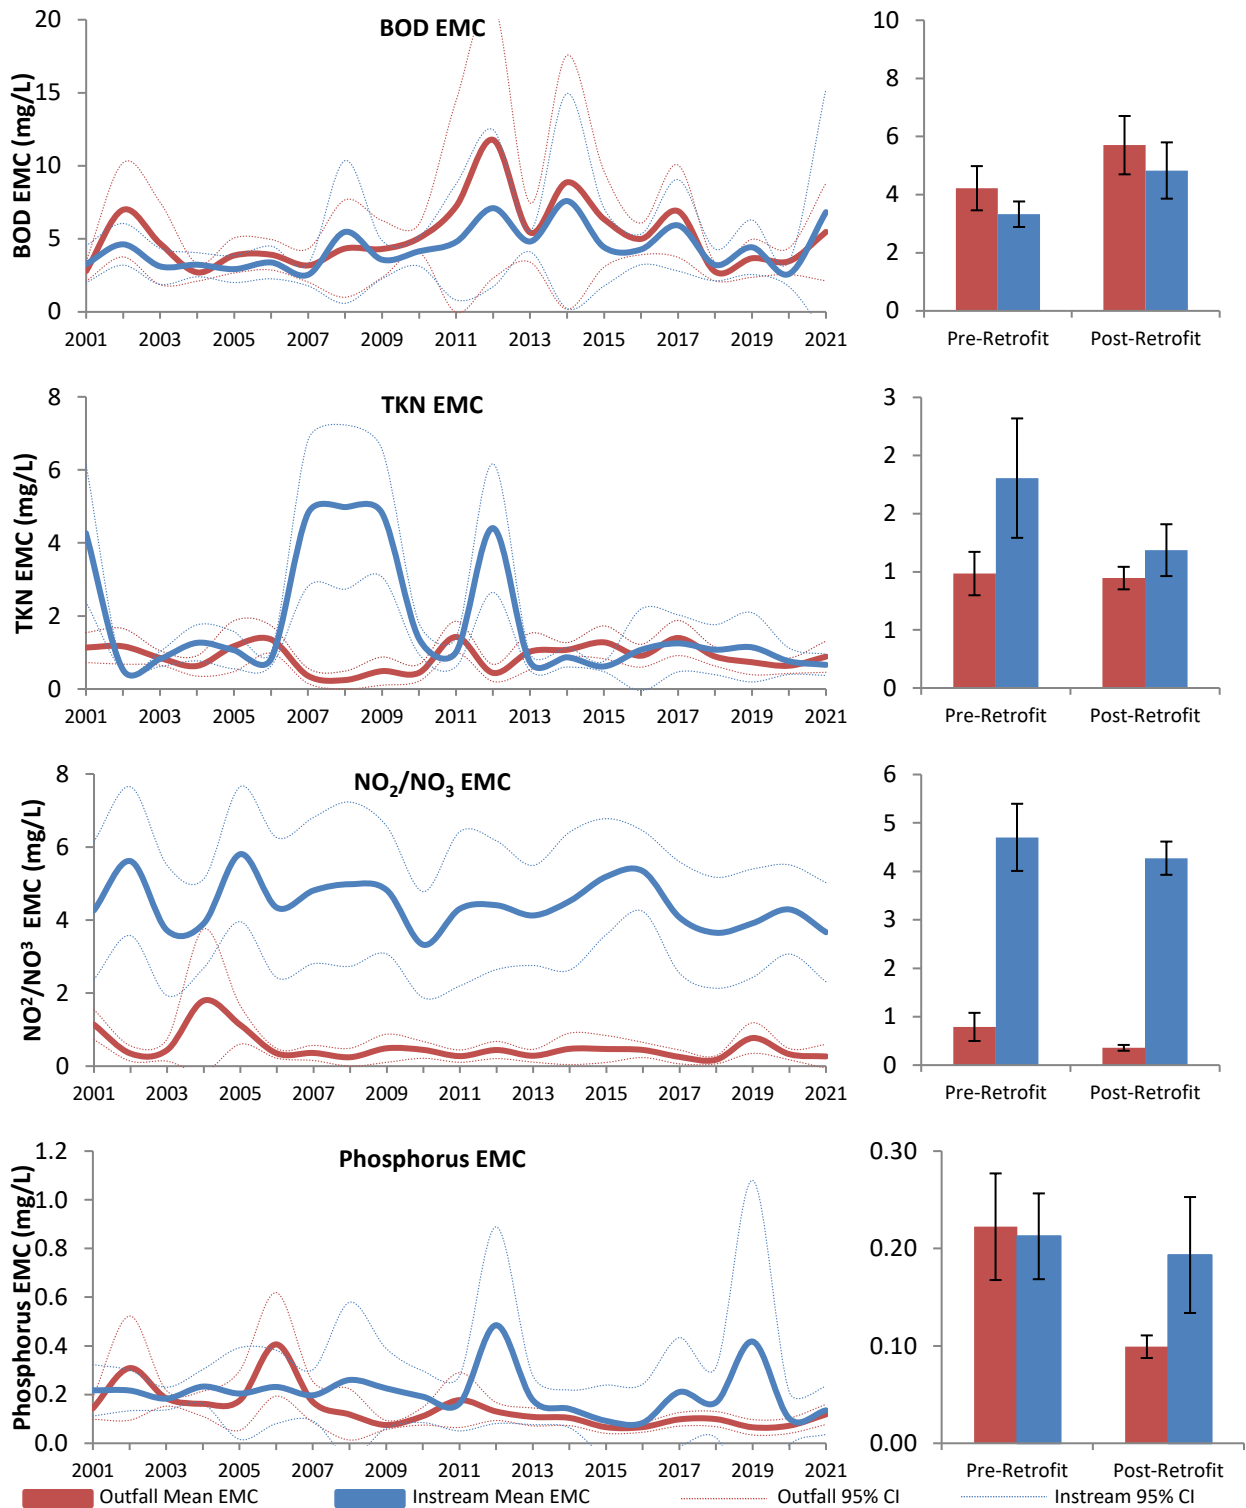 BOD EMC
BOD EMC (mg/L)
20
15
10
5
0
2001 2003 2005 2007 2009 2011 2013 2015 2017 2019 2021
10
8
6
4
2
0
Pre-Retrofit Post-Retrofit
TKN EMC
TKN EMC (mg/L)
8
6
4
2
0
2001 2003 2005 2007 2009 2011 2013 2015 2017 2019 2021
3
2
2
1
1
0
Pre-Retrofit Post-Retrofit
NO₂/NO₃ EMC
NO²/NO³ EMC (mg/L)
8
6
4
2
0
2001 2003 2005 2007 2009 2011 2013 2015 2017 2019 2021
6
5
4
3
2
1
0
Pre-Retrofit Post-Retrofit
Phosphorus EMC
Phosphorus EMC (mg/L)
1.2
1.0
0.8
0.6
0.4
0.2
0.0
2001 2003 2005 2007 2009 2011 2013 2015 2017 2019 2021
0.30
0.20
0.10
0.00
Pre-Retrofit Post-Retrofit
Outfall Mean EMC Instream Mean EMC Outfall 95% CI Instream 95% CI